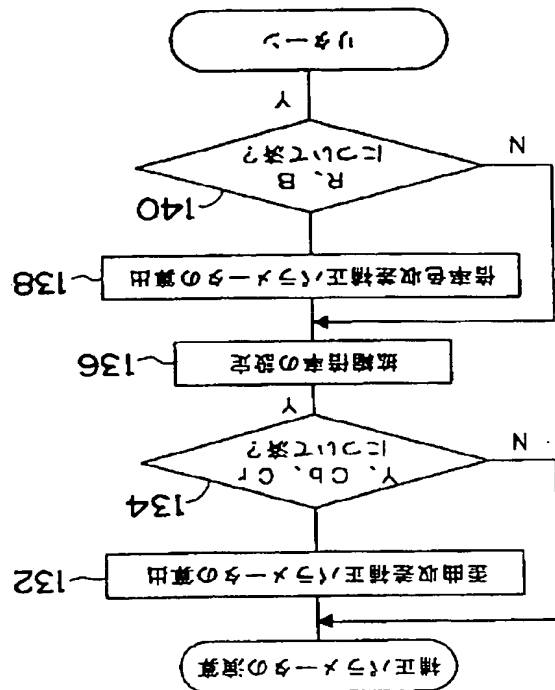 補正パラメータの演算
歪曲収差補正パラメータの算出
132
Y、Cb、Cr
について済?
134
N
Y
拡縮倍率の設定
136
倍率色収差補正パラメータの算出
138
R、B
について済?
140
N
Y
リターン